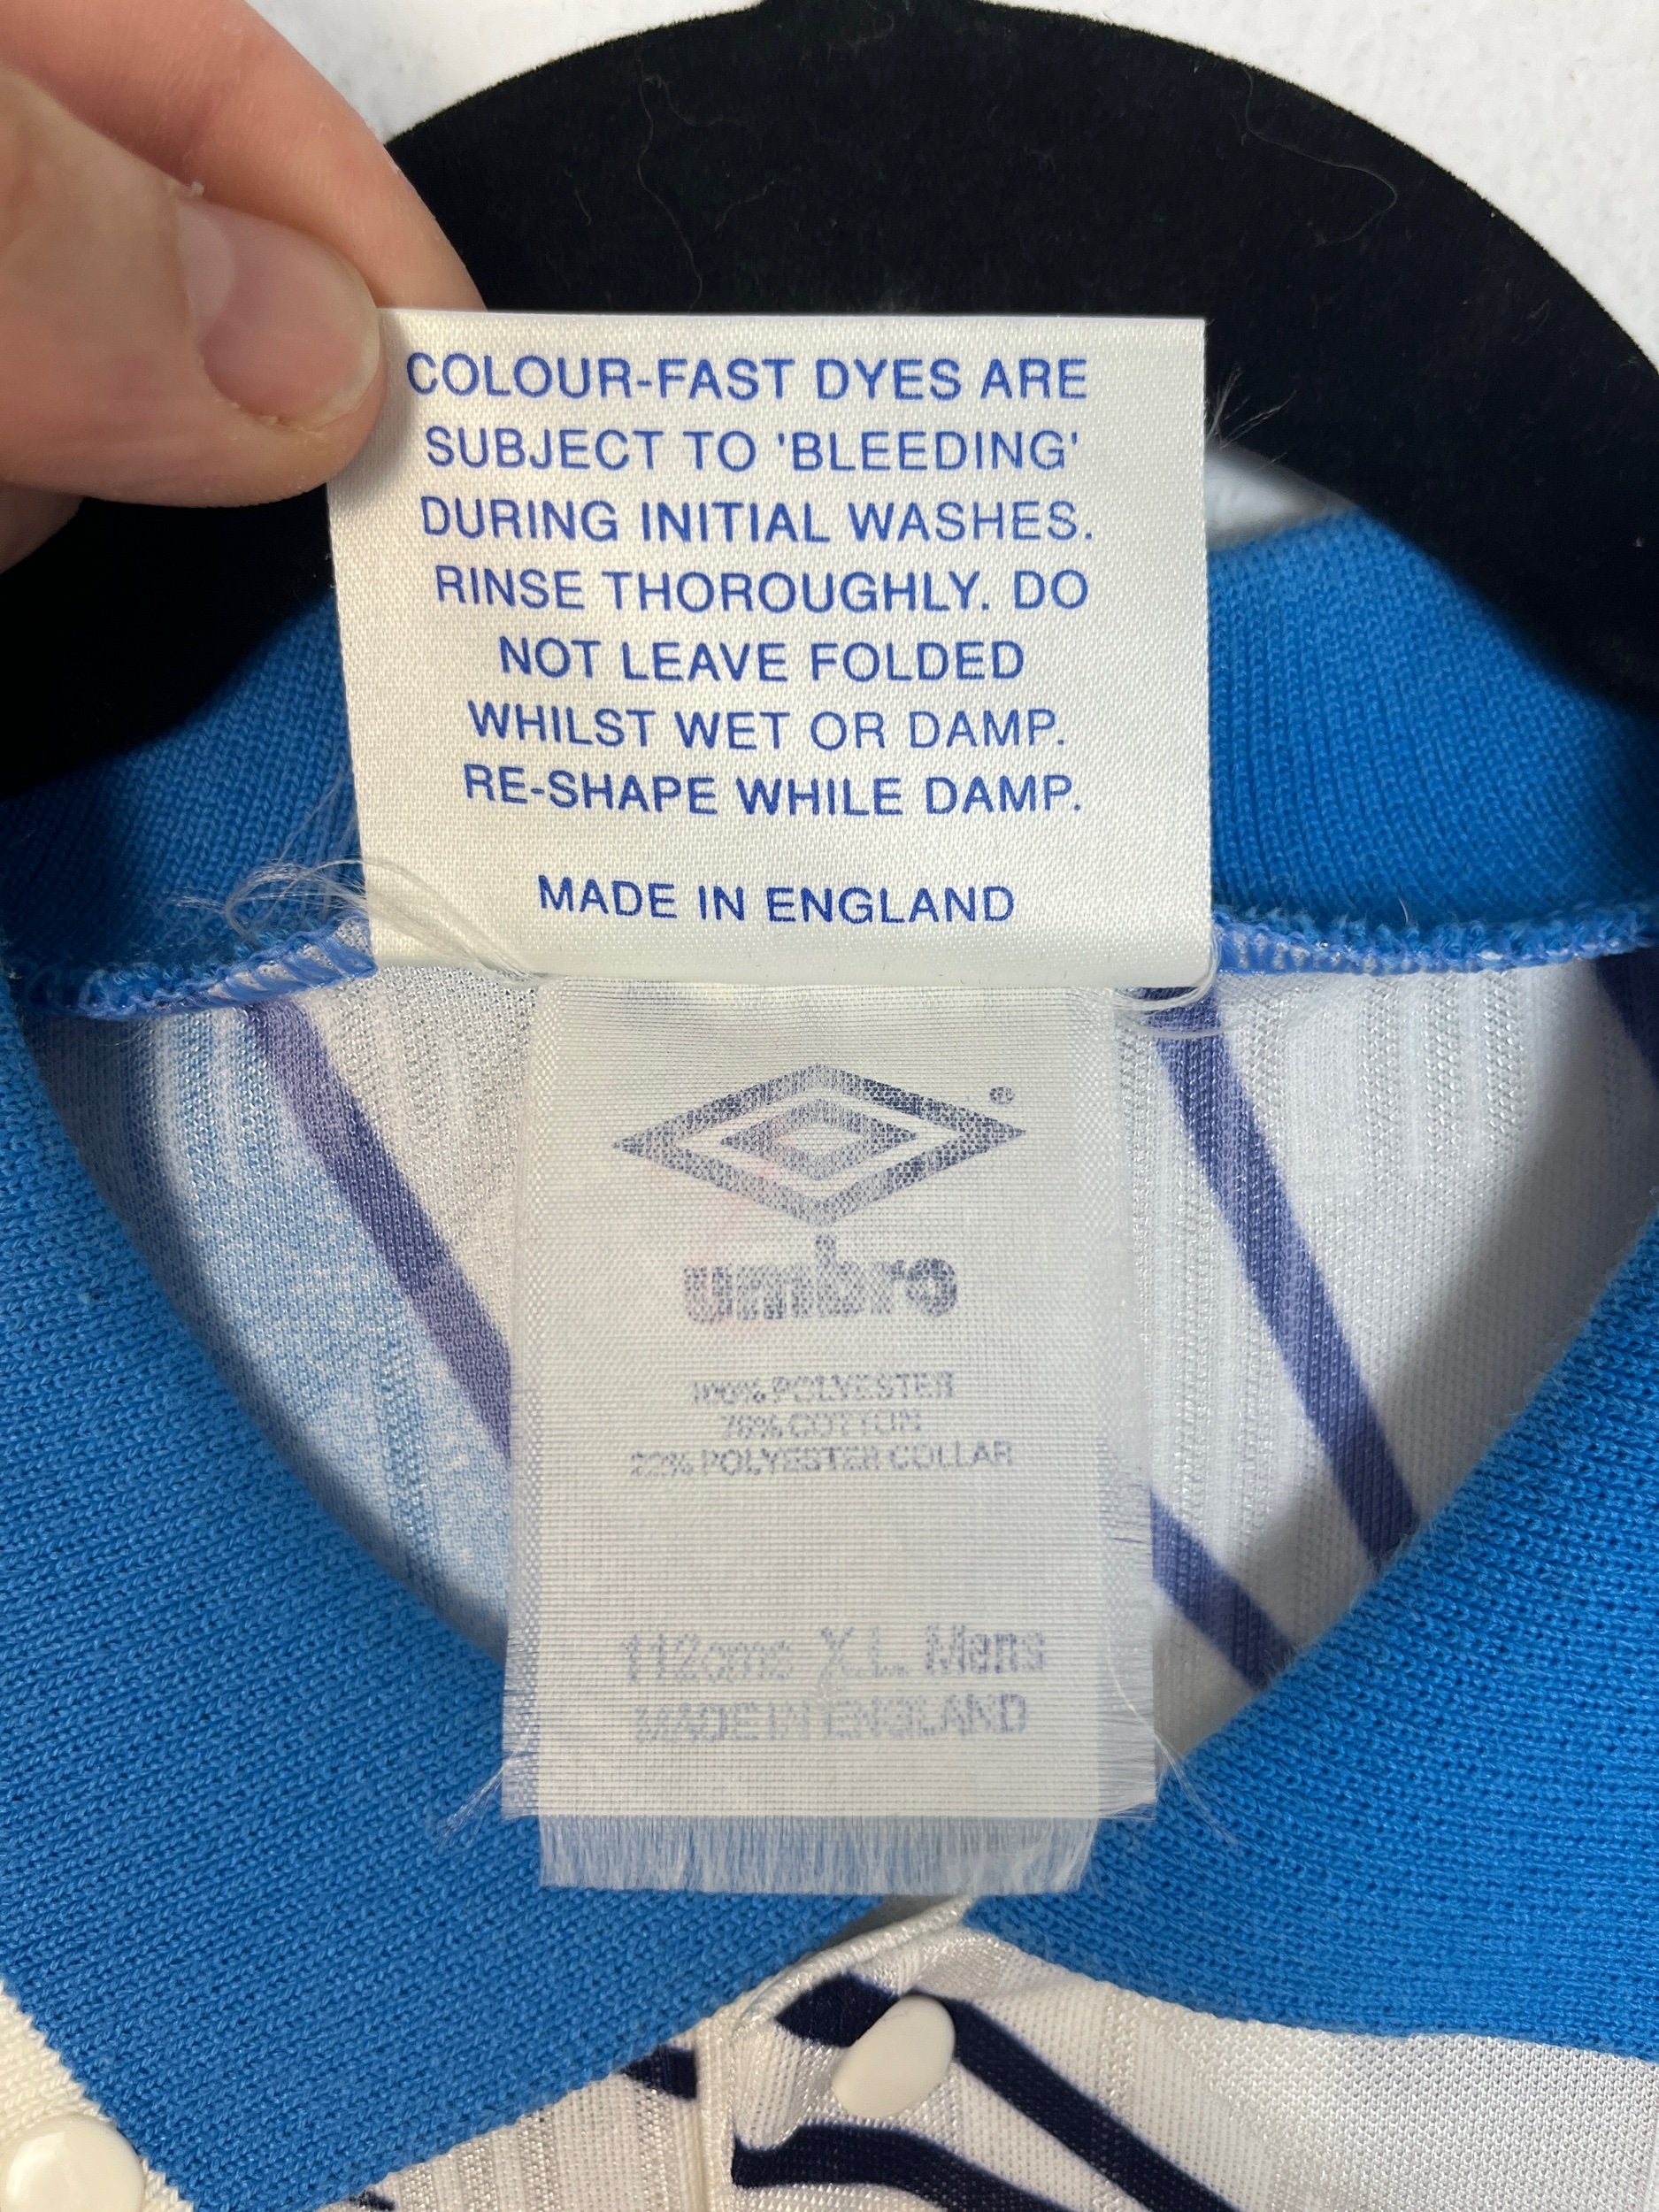 COLOUR-FAST DYES ARE
SUBJECT TO 'BLEEDING'
DURING INITIAL WASHES.
RINSE THOROUGHLY. DO
NOT LEAVE FOLDED
WHILST WET OR DAMP.
RE-SHAPE WHILE DAMP.
MADE IN ENGLAND
®
umbro
100% POLYESTER
78% COTTON
22% POLYESTER COLLAR
112cms X.L. Mens
MADE IN ENGLAND